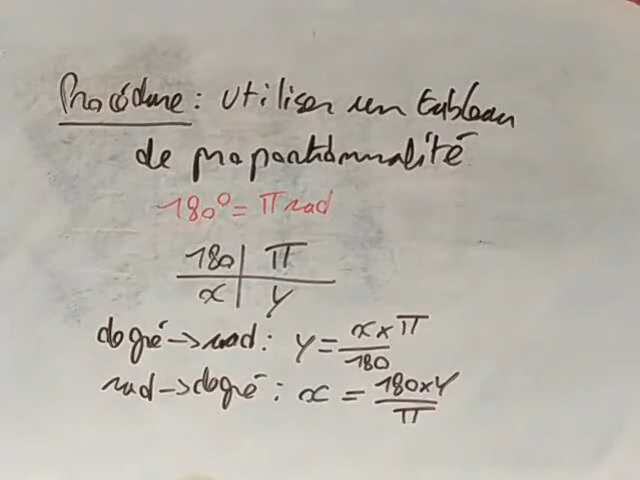 Procédure : utiliser un tableau
de proportionnalité
180° = π rad
180 | π
x | y
degré → rad : y = x × π / 180
rad → degré : x = 180 × y / π